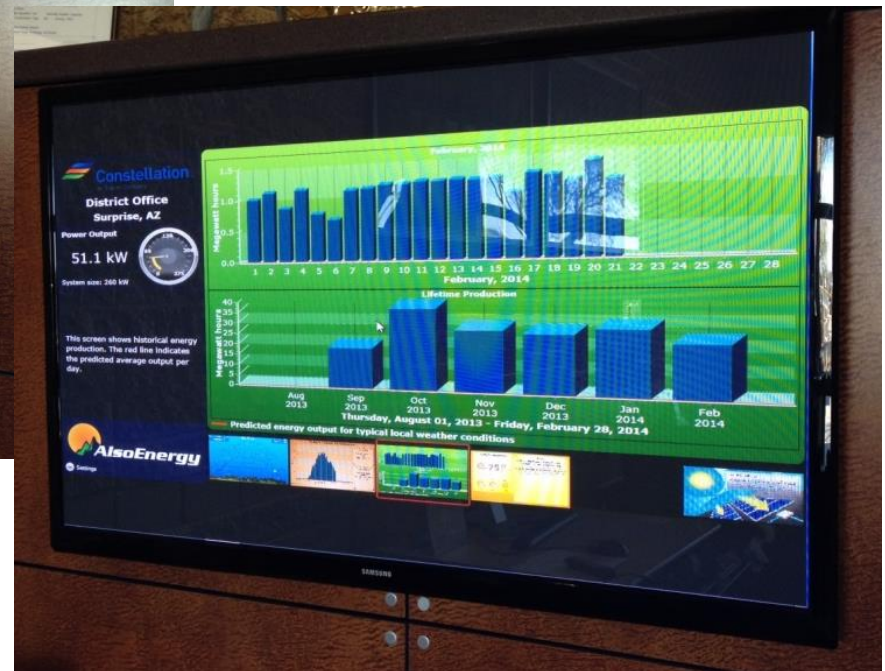 Constellation
District Office
Surprise, AZ
Power Output
51.1 kW
System size: 260 kW
This screen shows historical energy
production. The red line indicates
the predicted average output per
day.
AlsoEnergy
Settings
February, 2014
Megawatt hours
1.5
1.0
0.5
0.0
1 2 3 4 5 6 7 8 9 10 11 12 13 14 15 16 17 18 19 20 21 22 23 24 25 26 27 28
February, 2014
Lifetime Production
Megawatt hours
40
35
30
25
20
15
10
5
0
Aug 2013 Sep 2013 Oct 2013 Nov 2013 Dec 2013 Jan 2014 Feb 2014
Thursday, August 01, 2013 - Friday, February 28, 2014
Predicted energy output for typical local weather conditions
SAMSUNG